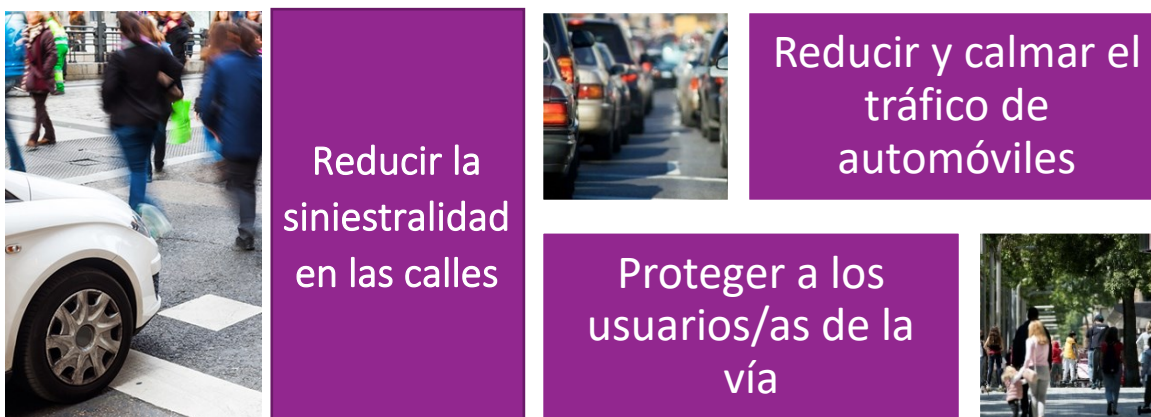 Reducir la
siniestralidad
en las calles
Reducir y calmar el
tráfico de
automóviles
Proteger a los
usuarios/as de la
vía